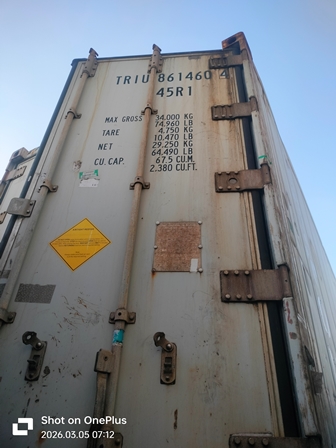 TRIU 861460 4
45R1
MAX GROSS 34.000 KG
74.960 LB
TARE 4.750 KG
10.470 LB
NET 29.250 KG
64.490 LB
CU. CAP. 67.5 CU.M.
2.380 CU.FT.
Shot on OnePlus
2026.03.05 07:12